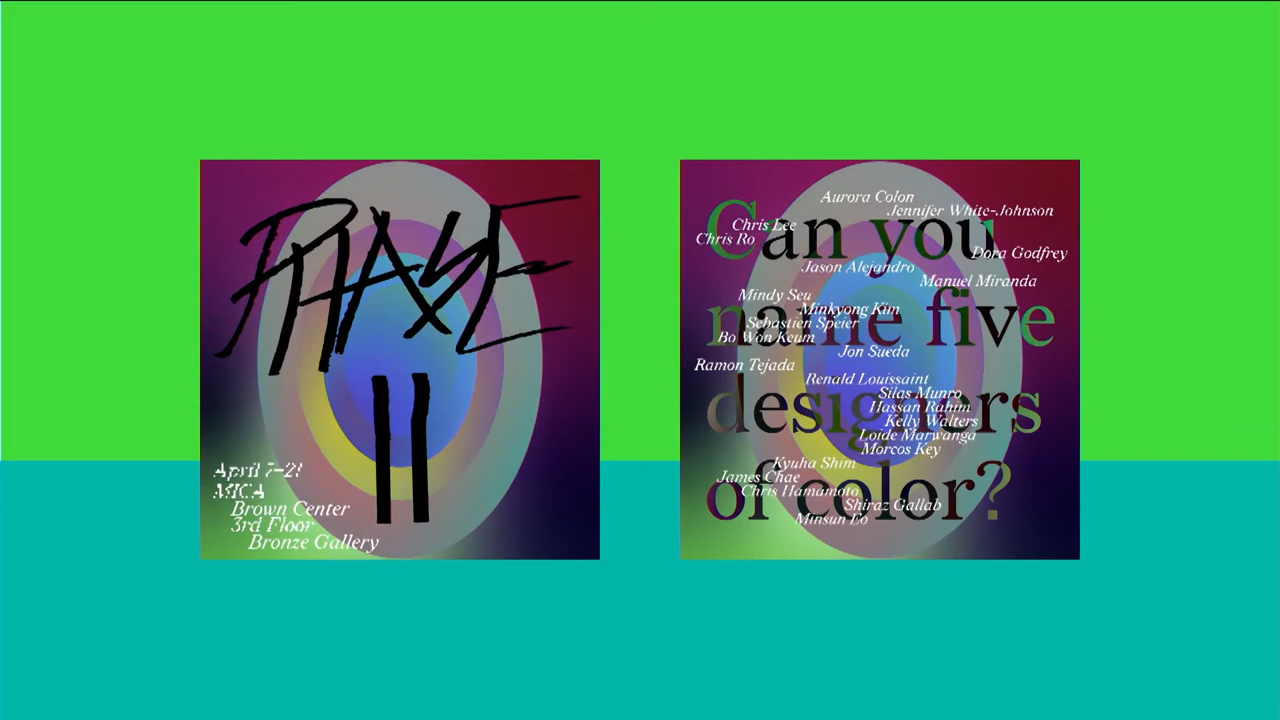 PHASE
II
April 7–21
MICA
Brown Center
3rd Floor
Bronze Gallery
Can you
name five
designers
of color?
Aurora Colon
Jennifer White-Johnson
Chris Lee
Chris Ro
Dora Godfrey
Jason Alejandro
Manuel Miranda
Mindy Seu
Minkyong Kim
Sebastien Speier
Bo Won Keum
Jon Sueda
Ramon Tejada
Renald Louissaint
Silas Munro
Hassan Rahim
Kelly Walters
Loide Marwanga
Morcos Key
Kyuha Shim
James Chae
Chris Hamamoto
Shiraz Gallab
Minsun Eo